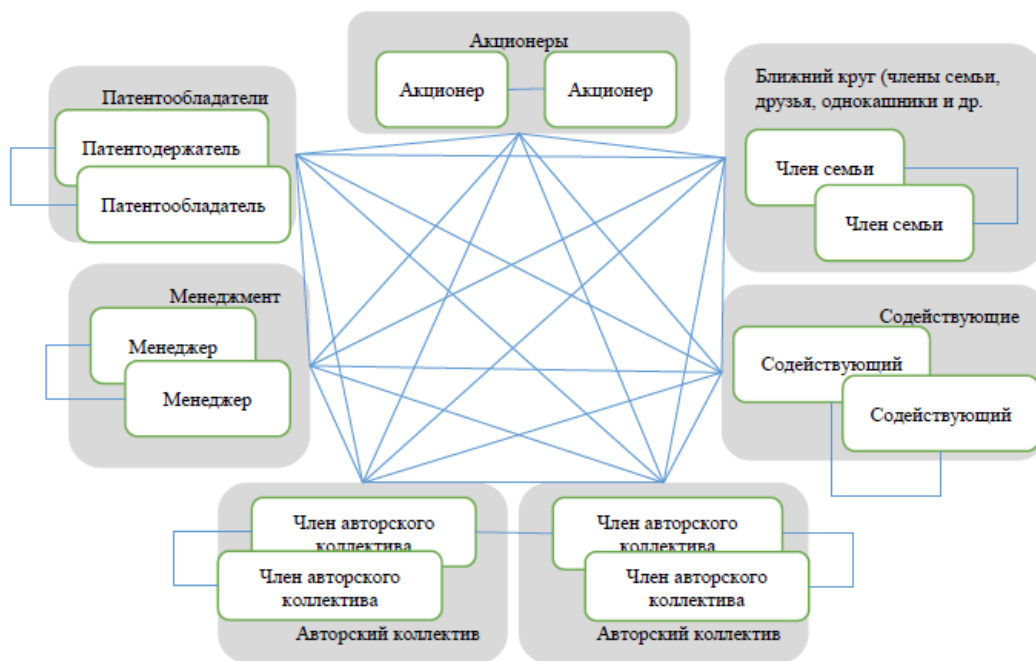 Акционеры
Акционер
Акционер
Ближний круг (члены семьи,
друзья, однокашники и др.
Член семьи
Член семьи
Патентообладатели
Патентодержатель
Патентообладатель
Менеджмент
Менеджер
Менеджер
Содействующие
Содействующий
Содействующий
Член авторского
коллектива
Член авторского
коллектива
Авторский коллектив
Член авторского
коллектива
Член авторского
коллектива
Авторский коллектив